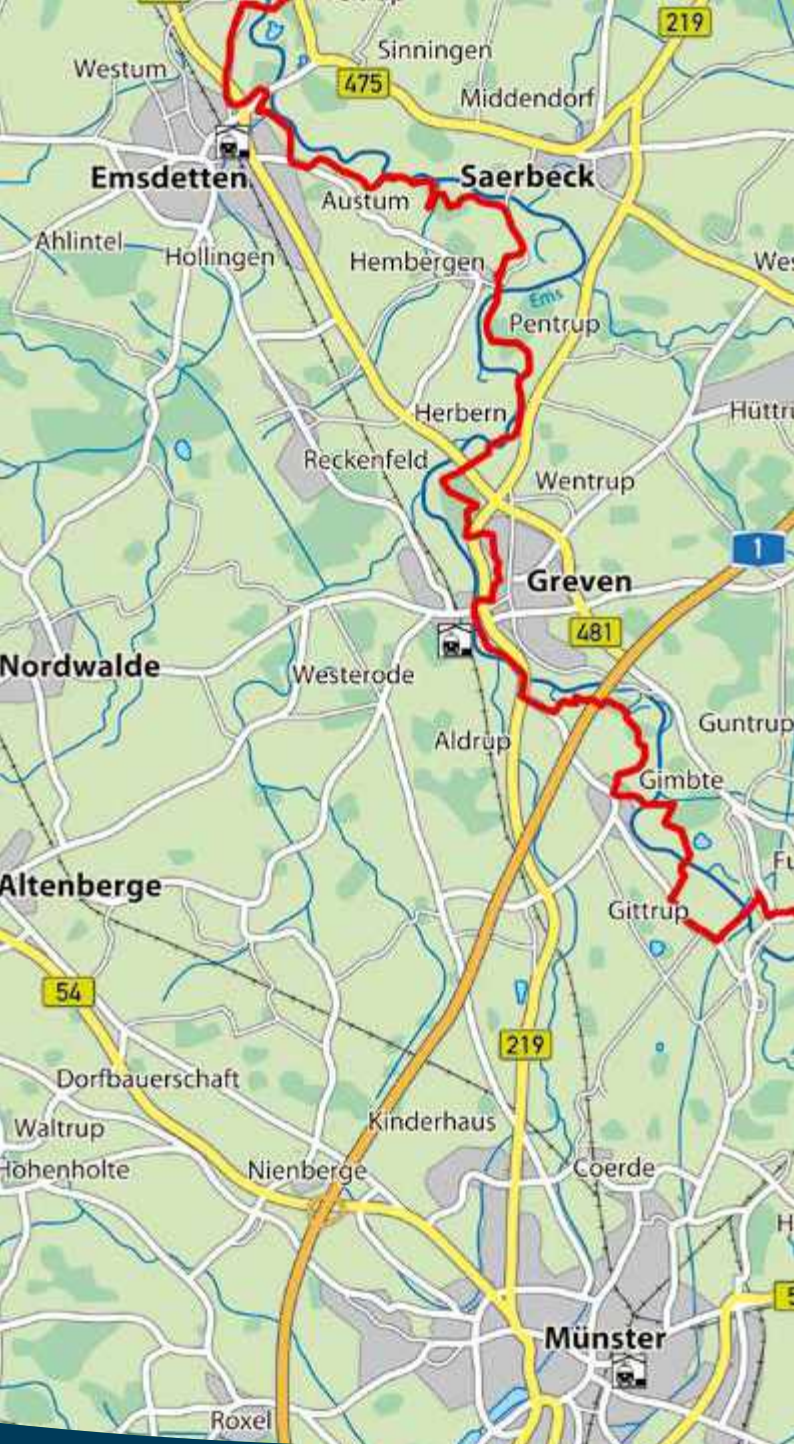 219
Sinningen
Westum
475
Middendorf
Emsdetten
Saerbeck
Austum
Ahlintel
Hollingen
Hembergen
Ems
Pentrup
Herbern
Reckenfeld
Wentrup
1
Greven
481
Nordwalde
Westerode
Guntrup
Aldrup
Gimbte
Altenberge
Gittrup
54
219
Dorfbauerschaft
Kinderhaus
Waltrup
Hohenholte
Nienberge
Coerde
Münster
Roxel